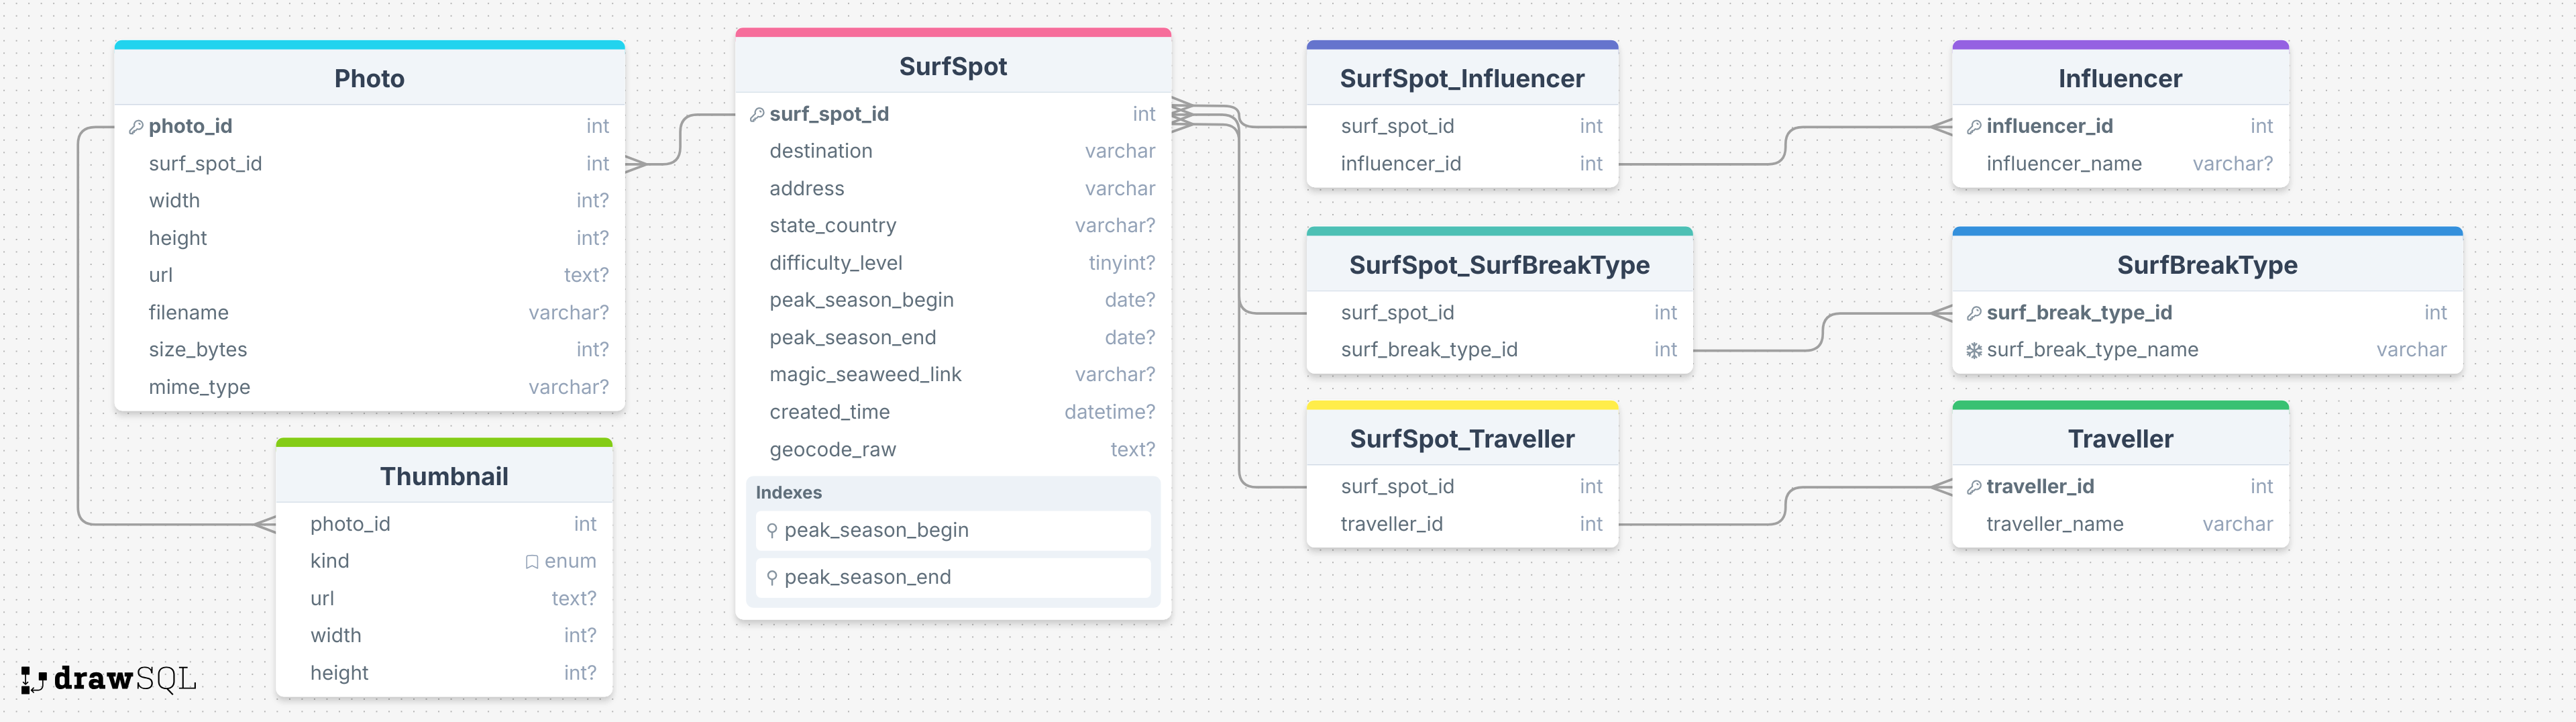 Photo
photo_id int
surf_spot_id int
width int?
height int?
url text?
filename varchar?
size_bytes int?
mime_type varchar?
Thumbnail
photo_id int
kind enum
url text?
width int?
height int?
SurfSpot
surf_spot_id int
destination varchar
address varchar
state_country varchar?
difficulty_level tinyint?
peak_season_begin date?
peak_season_end date?
magic_seaweed_link varchar?
created_time datetime?
geocode_raw text?
Indexes
peak_season_begin
peak_season_end
SurfSpot_Influencer
surf_spot_id int
influencer_id int
SurfSpot_SurfBreakType
surf_spot_id int
surf_break_type_id int
SurfSpot_Traveller
surf_spot_id int
traveller_id int
Influencer
influencer_id int
influencer_name varchar?
SurfBreakType
surf_break_type_id int
surf_break_type_name varchar
Traveller
traveller_id int
traveller_name varchar
drawSQL